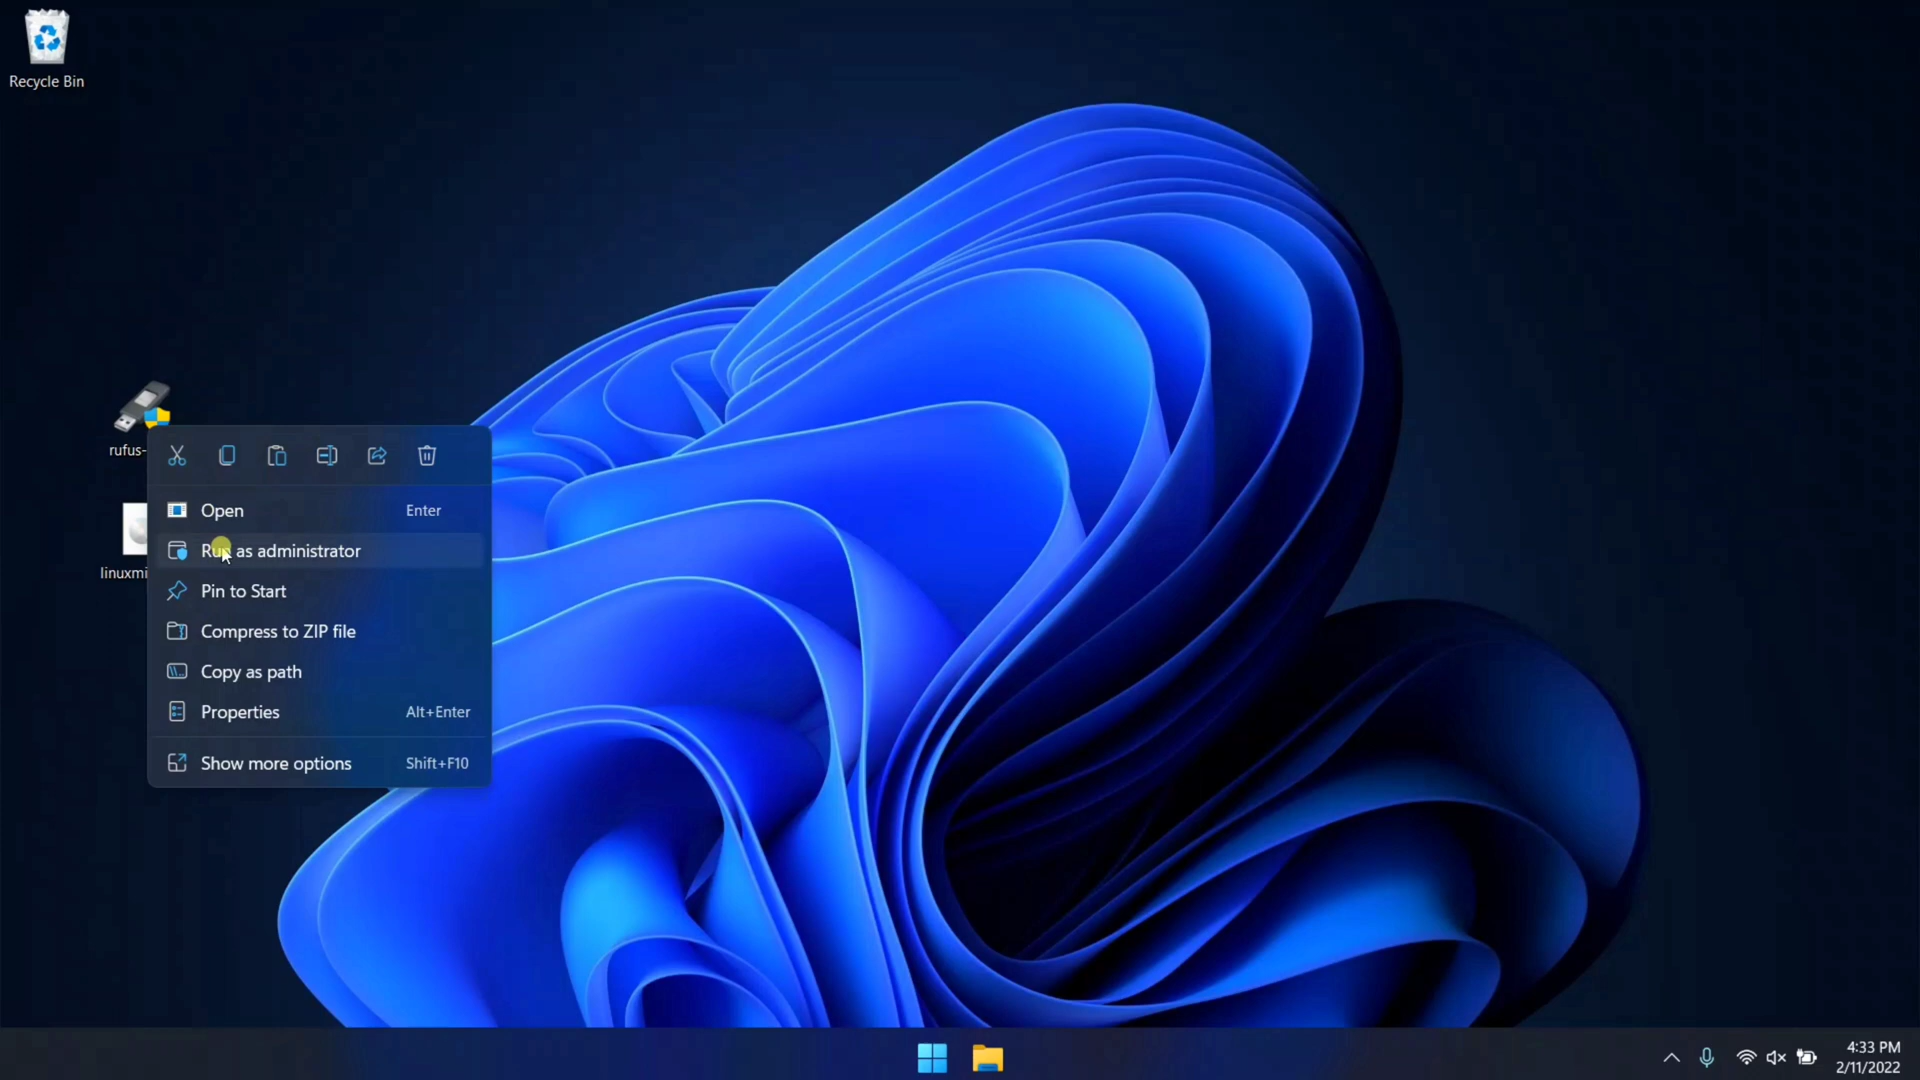 Recycle Bin
rufus-
linuxmi
Open Enter
Run as administrator
Pin to Start
Compress to ZIP file
Copy as path
Properties Alt+Enter
Show more options Shift+F10
4:33 PM
2/11/2022